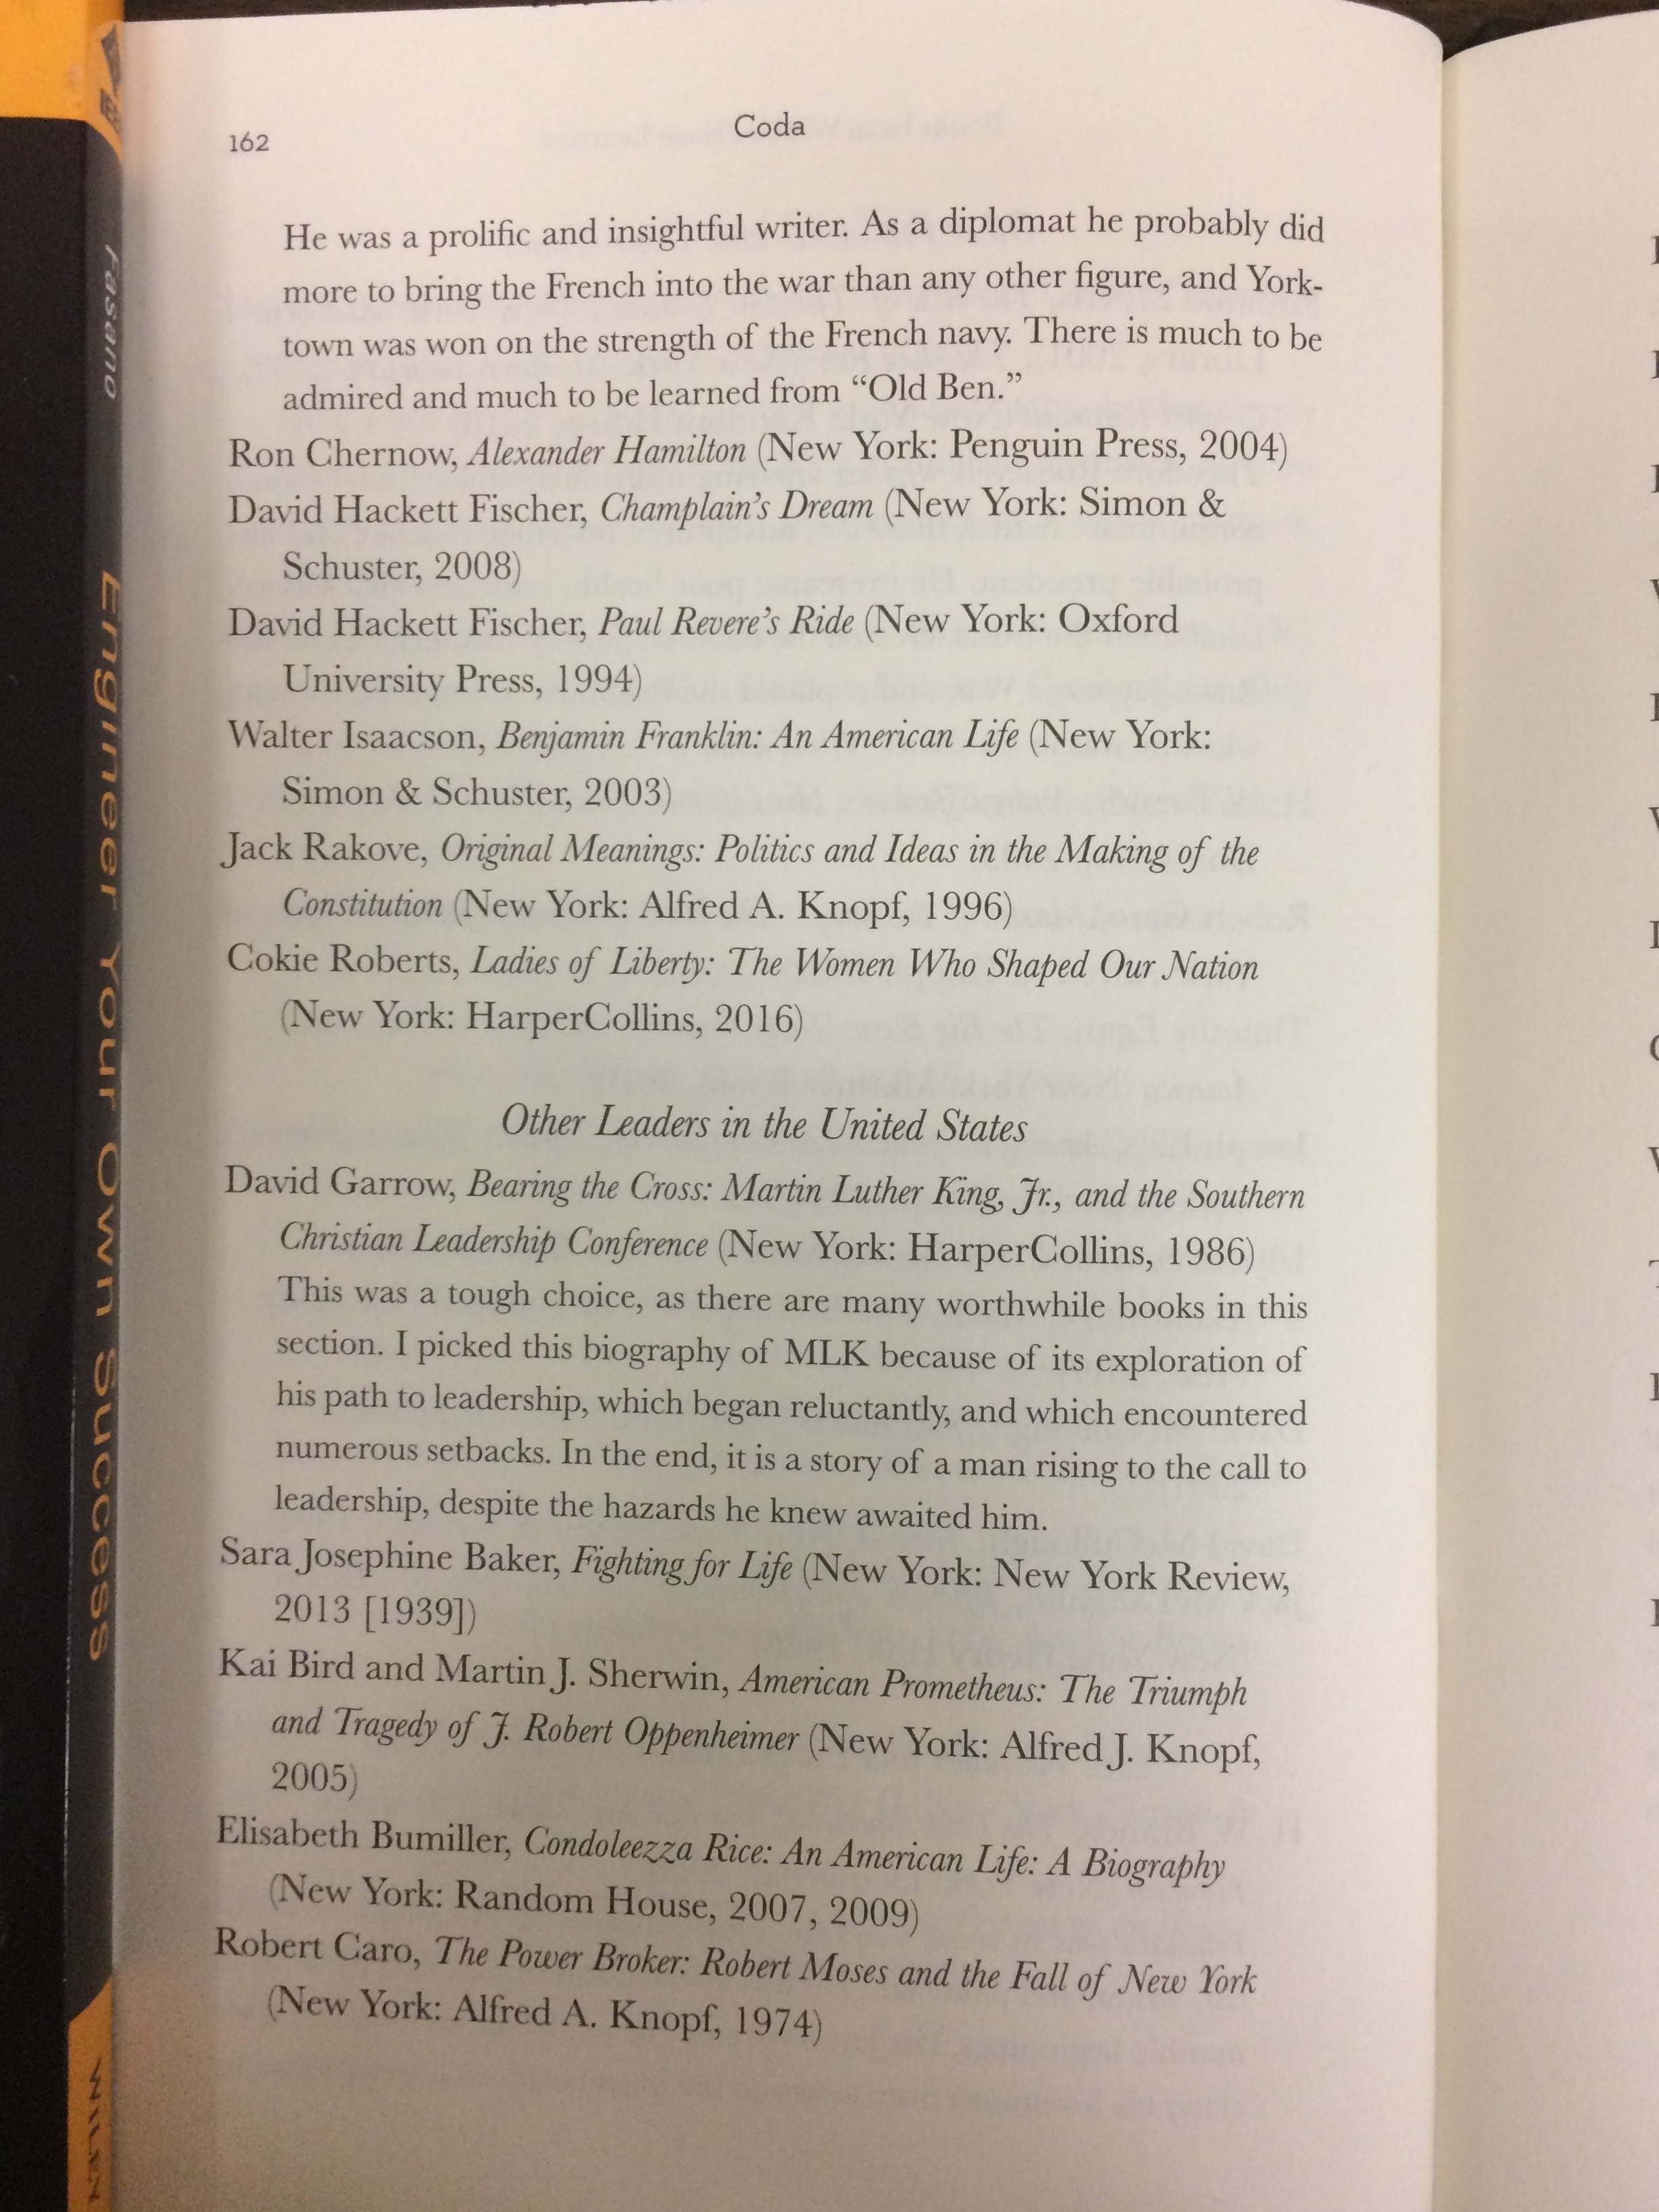 162
Coda
He was a prolific and insightful writer. As a diplomat he probably did
more to bring the French into the war than any other figure, and York-
town was won on the strength of the French navy. There is much to be
admired and much to be learned from “Old Ben.”
Ron Chernow, Alexander Hamilton (New York: Penguin Press, 2004)
David Hackett Fischer, Champlain’s Dream (New York: Simon &
Schuster, 2008)
David Hackett Fischer, Paul Revere’s Ride (New York: Oxford
University Press, 1994)
Walter Isaacson, Benjamin Franklin: An American Life (New York:
Simon & Schuster, 2003)
Jack Rakove, Original Meanings: Politics and Ideas in the Making of the
Constitution (New York: Alfred A. Knopf, 1996)
Cokie Roberts, Ladies of Liberty: The Women Who Shaped Our Nation
(New York: HarperCollins, 2016)
Other Leaders in the United States
David Garrow, Bearing the Cross: Martin Luther King, Jr., and the Southern
Christian Leadership Conference (New York: HarperCollins, 1986)
This was a tough choice, as there are many worthwhile books in this
section. I picked this biography of MLK because of its exploration of
his path to leadership, which began reluctantly, and which encountered
numerous setbacks. In the end, it is a story of a man rising to the call to
leadership, despite the hazards he knew awaited him.
Sara Josephine Baker, Fighting for Life (New York: New York Review,
2013 [1939])
Kai Bird and Martin J. Sherwin, American Prometheus: The Triumph
and Tragedy of J. Robert Oppenheimer (New York: Alfred J. Knopf,
2005)
Elisabeth Bumiller, Condoleezza Rice: An American Life: A Biography
(New York: Random House, 2007, 2009)
Robert Caro, The Power Broker: Robert Moses and the Fall of New York
(New York: Alfred A. Knopf, 1974)
Fasano
Engineer Your Own Success